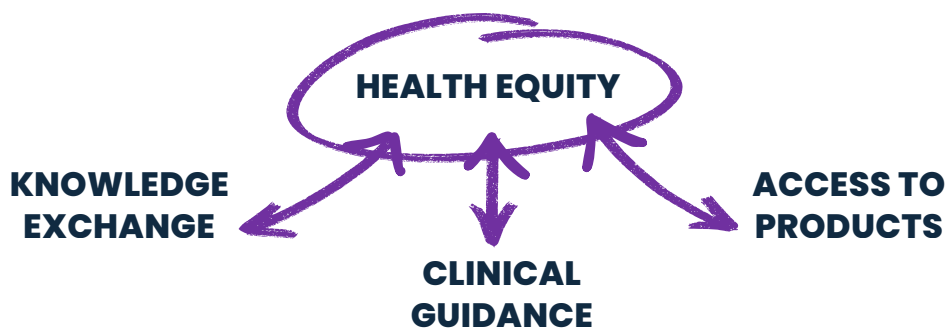 HEALTH EQUITY
KNOWLEDGE
EXCHANGE
CLINICAL
GUIDANCE
ACCESS TO
PRODUCTS